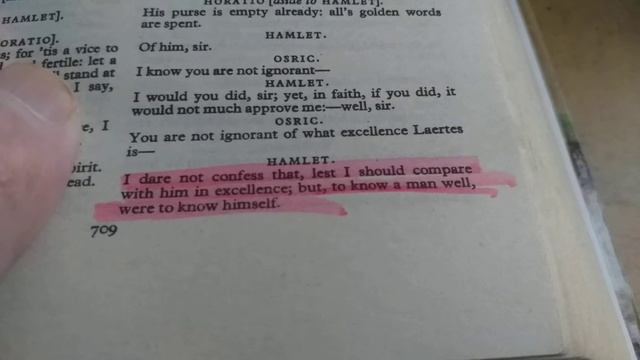 HAMLET].
ORATIO].
s; for 'tis a vice to
fertile: let a
stand at
I say,
e, I
pirit.
ead.
HORATIO [aside to HAMLET].
His purse is empty already: all's golden words
are spent.
HAMLET.
Of him, sir.
OSRIC.
I know you are not ignorant—
HAMLET.
I would you did, sir; yet, in faith, if you did, it
would not much approve me:—well, sir.
OSRIC.
You are not ignorant of what excellence Laertes
is—
HAMLET.
I dare not confess that, lest I should compare
with him in excellence; but, to know a man well,
were to know himself.
709